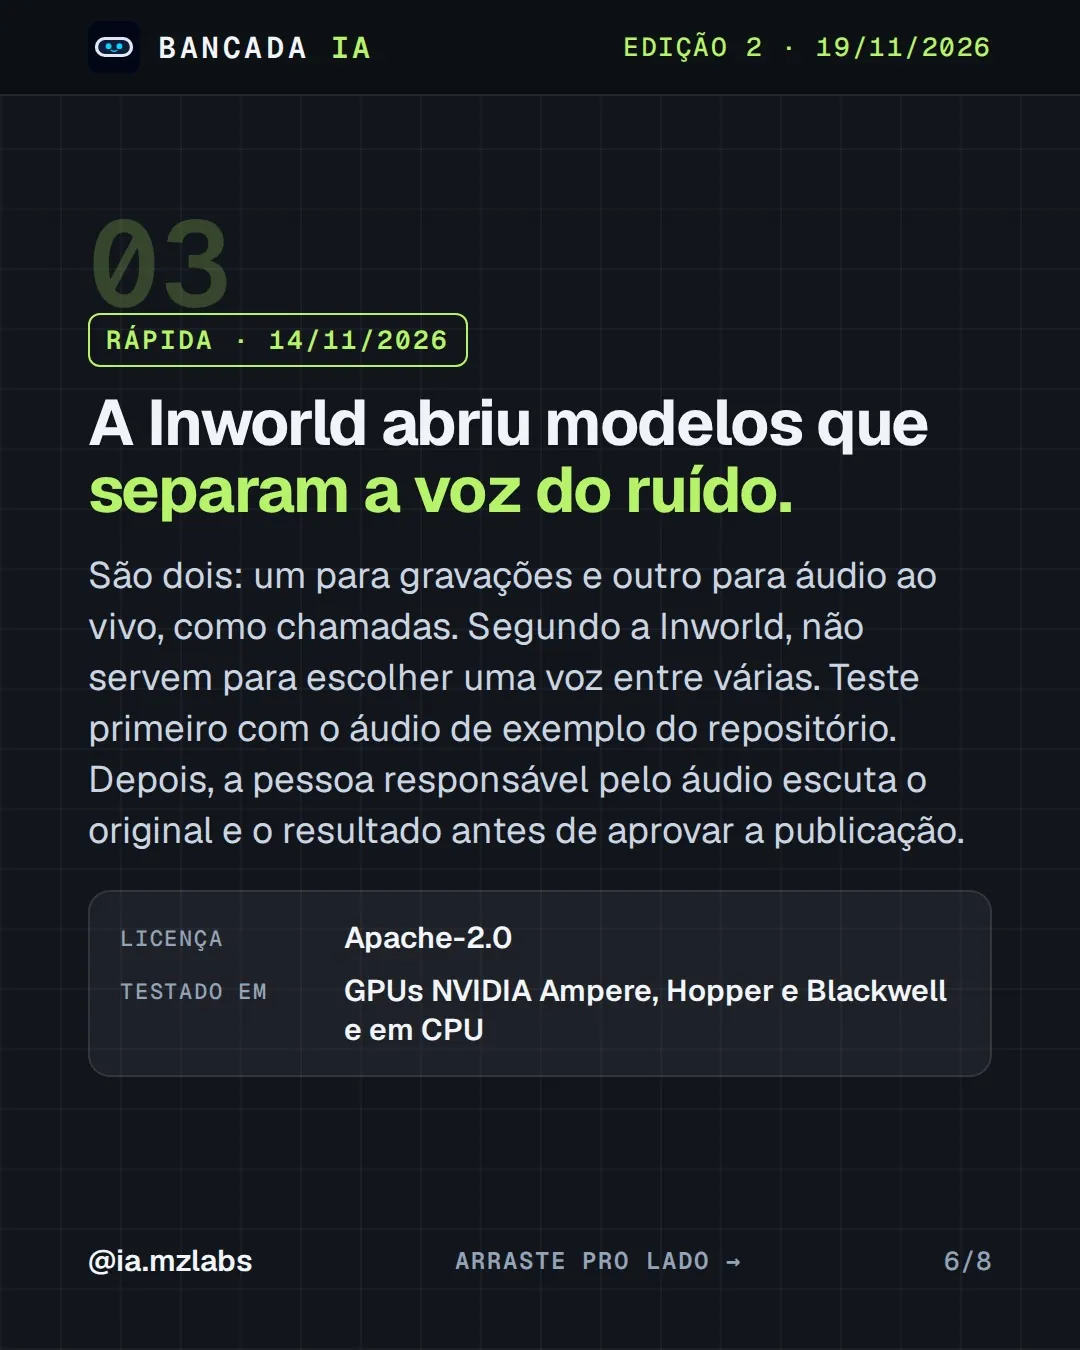 BANCADA IA
EDIÇÃO 2 · 19/11/2026
03
RÁPIDA · 14/11/2026
A Inworld abriu modelos que
separam a voz do ruído.
São dois: um para gravações e outro para áudio ao
vivo, como chamadas. Segundo a Inworld, não
servem para escolher uma voz entre várias. Teste
primeiro com o áudio de exemplo do repositório.
Depois, a pessoa responsável pelo áudio escuta o
original e o resultado antes de aprovar a publicação.
LICENÇA Apache-2.0
TESTADO EM GPUs NVIDIA Ampere, Hopper e Blackwell
e em CPU
@ia.mzlabs ARRASTE PRO LADO → 6/8